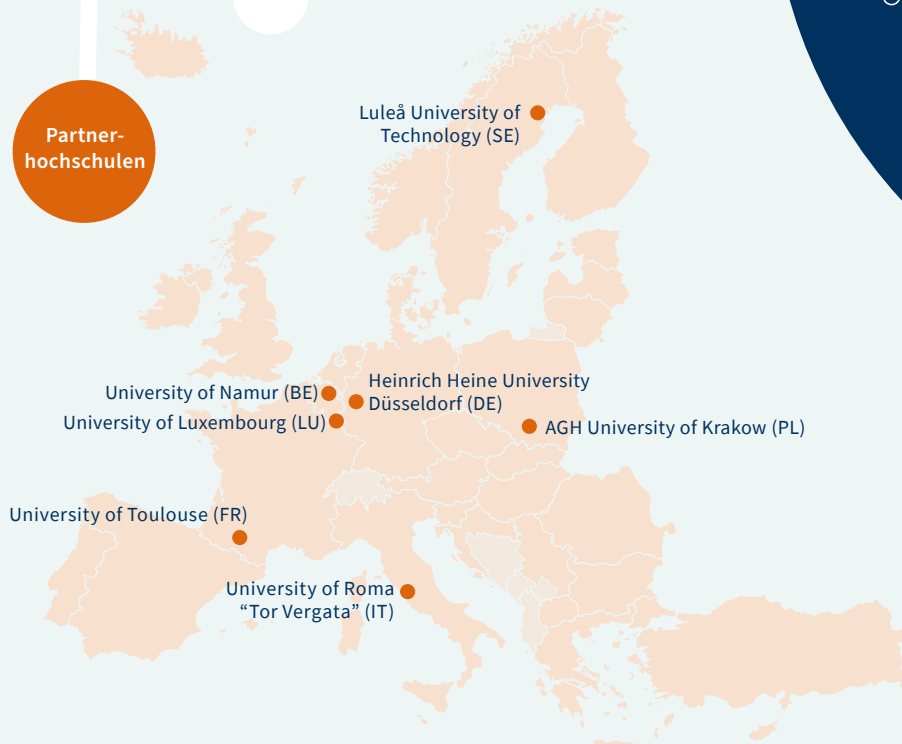 Partner-
hochschulen
Luleå University of
Technology (SE)
Heinrich Heine University
Düsseldorf (DE)
University of Namur (BE)
University of Luxembourg (LU)
AGH University of Krakow (PL)
University of Toulouse (FR)
University of Roma
“Tor Vergata” (IT)